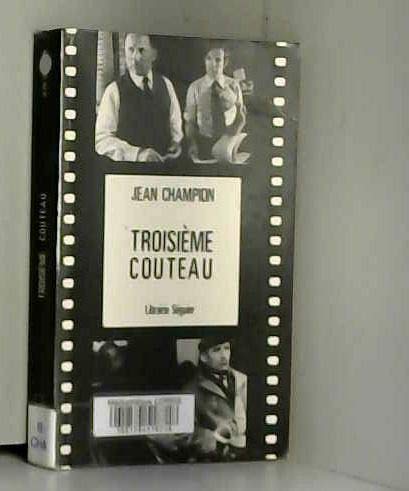 JEAN CHAMPION
TROISIÈME
COUTEAU
Librairie Séguier
TROISIÈME COUTEAU